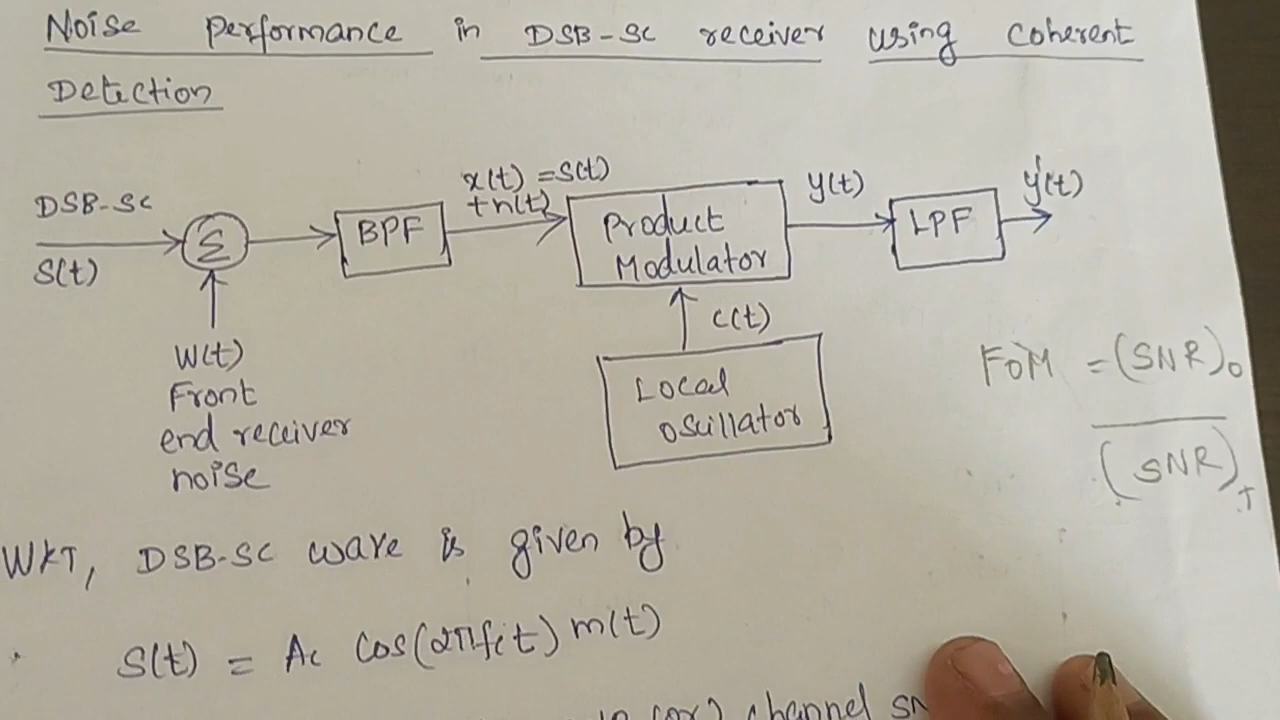 Noise performance in DSB-SC receiver using coherent
Detection
DSB-SC
S(t)
Σ
W(t)
Front
end receiver
noise
BPF
x(t) = S(t)
+n(t)
Product
Modulator
c(t)
Local
oscillator
y(t)
LPF
y'(t)
FOM = (SNR)o
(SNR)I
WKT, DSB-SC wave is given by
S(t) = Ac Cos(2πfct) m(t)
(or) channel